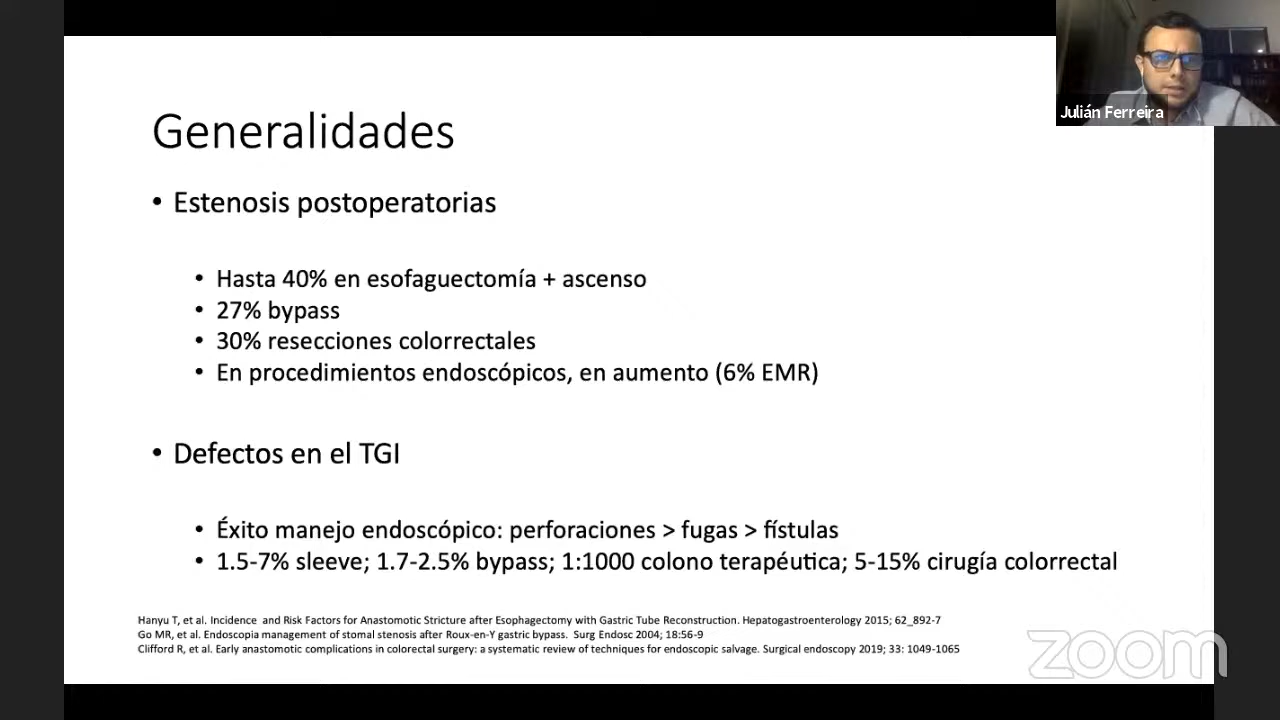 Julián Ferreira
Generalidades
• Estenosis postoperatorias
• Hasta 40% en esofaguectomía + ascenso
• 27% bypass
• 30% resecciones colorrectales
• En procedimientos endoscópicos, en aumento (6% EMR)
• Defectos en el TGI
• Éxito manejo endoscópico: perforaciones > fugas > fístulas
• 1.5-7% sleeve; 1.7-2.5% bypass; 1:1000 colono terapéutica; 5-15% cirugía colorrectal
Hanyu T, et al. Incidence and Risk Factors for Anastomotic Stricture after Esophagectomy with Gastric Tube Reconstruction. Hepatogastroenterology 2015; 62_892-7
Go MR, et al. Endoscopia management of stomal stenosis after Roux-en-Y gastric bypass. Surg Endosc 2004; 18:56-9
Clifford R, et al. Early anastomotic complications in colorectal surgery: a systematic review of techniques for endoscopic salvage. Surgical endoscopy 2019; 33: 1049-1065
zoom